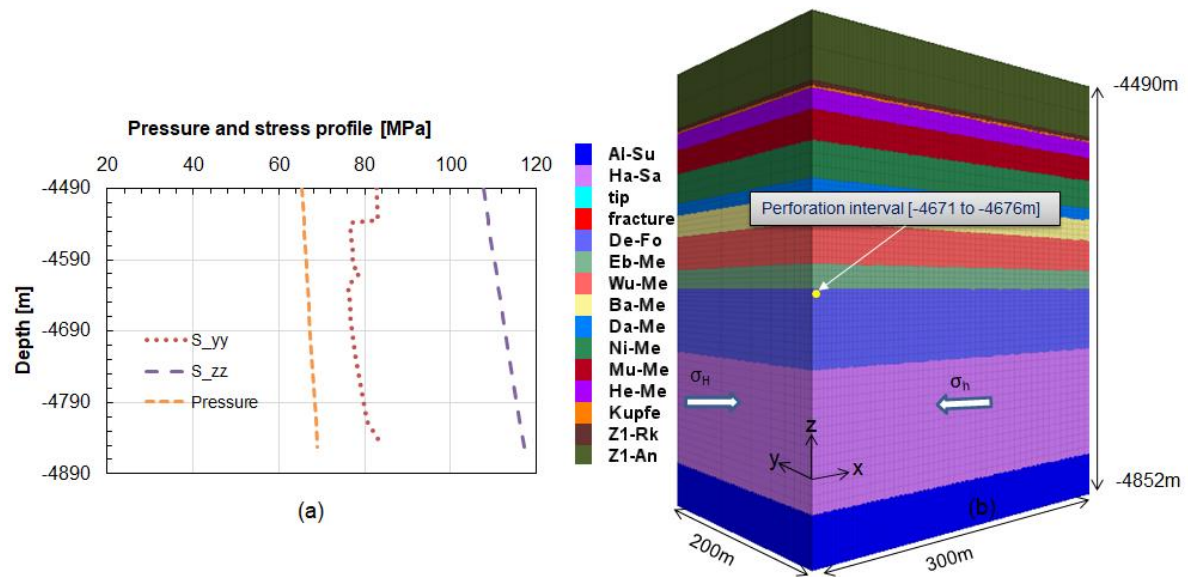 Pressure and stress profile [MPa]
20 40 60 80 100 120
Depth [m]
-4490
-4590
-4690
-4790
-4890
S_yy
S_zz
Pressure
(a)
Al-Su
Ha-Sa
tip
fracture
De-Fo
Eb-Me
Wu-Me
Ba-Me
Da-Me
Ni-Me
Mu-Me
He-Me
Kupfe
Z1-Rk
Z1-An
-4490m
Perforation interval [-4671 to -4676m]
σH
σh
z
y
x
(b)
-4852m
200m
300m